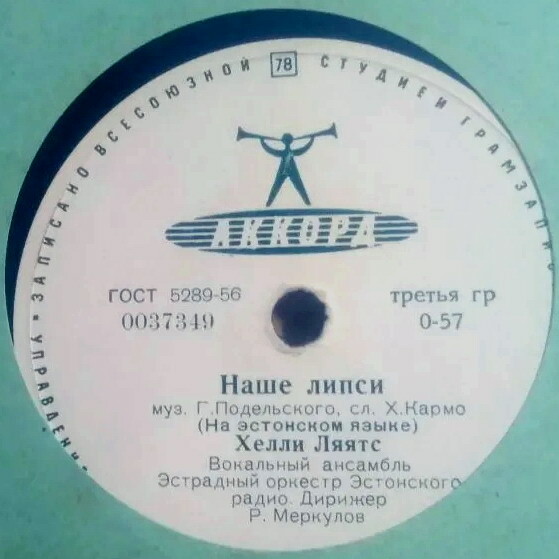 ЗАПИСАНО ВСЕСОЮЗНОЙ 78 СТУДИЕЙ ГРАМЗАПИ
АККОРД
ГОСТ 5289-56
0037349
третья гр
0-57
Наше липси
муз. Г.Подельского, сл. Х.Кармо
(На эстонском языке)
Хелли Ляятс
Вокальный ансамбль
Эстрадный оркестр Эстонского
радио. Дирижер
Р. Меркулов